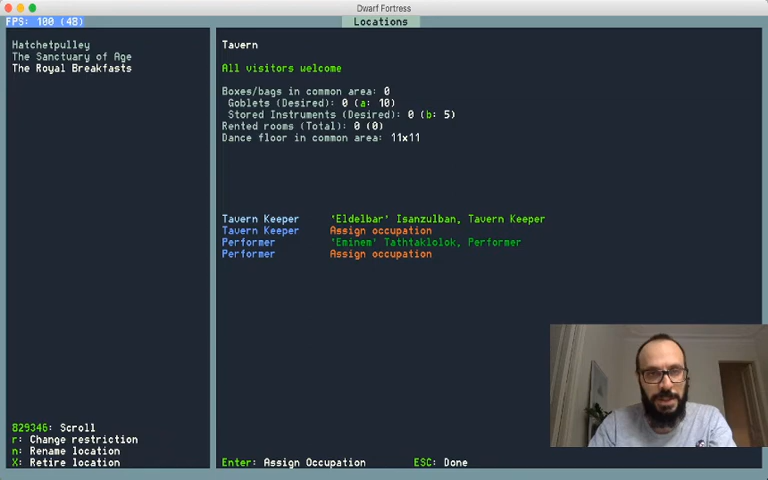 Dwarf Fortress
FPS: 100 (48)
Locations
Hatchetpulley
The Sanctuary of Age
The Royal Breakfasts
Tavern
All visitors welcome
Boxes/bags in common area: 0
Goblets (Desired): 0 (a: 10)
Stored Instruments (Desired): 0 (b: 5)
Rented rooms (Total): 0 (0)
Dance floor in common area: 11x11
Tavern Keeper 'Eldelbar' Isanzulban, Tavern Keeper
Tavern Keeper Assign occupation
Performer 'Eminem' Tathtaklolok, Performer
Performer Assign occupation
829346: Scroll
r: Change restriction
n: Rename location
X: Retire location
Enter: Assign Occupation ESC: Done